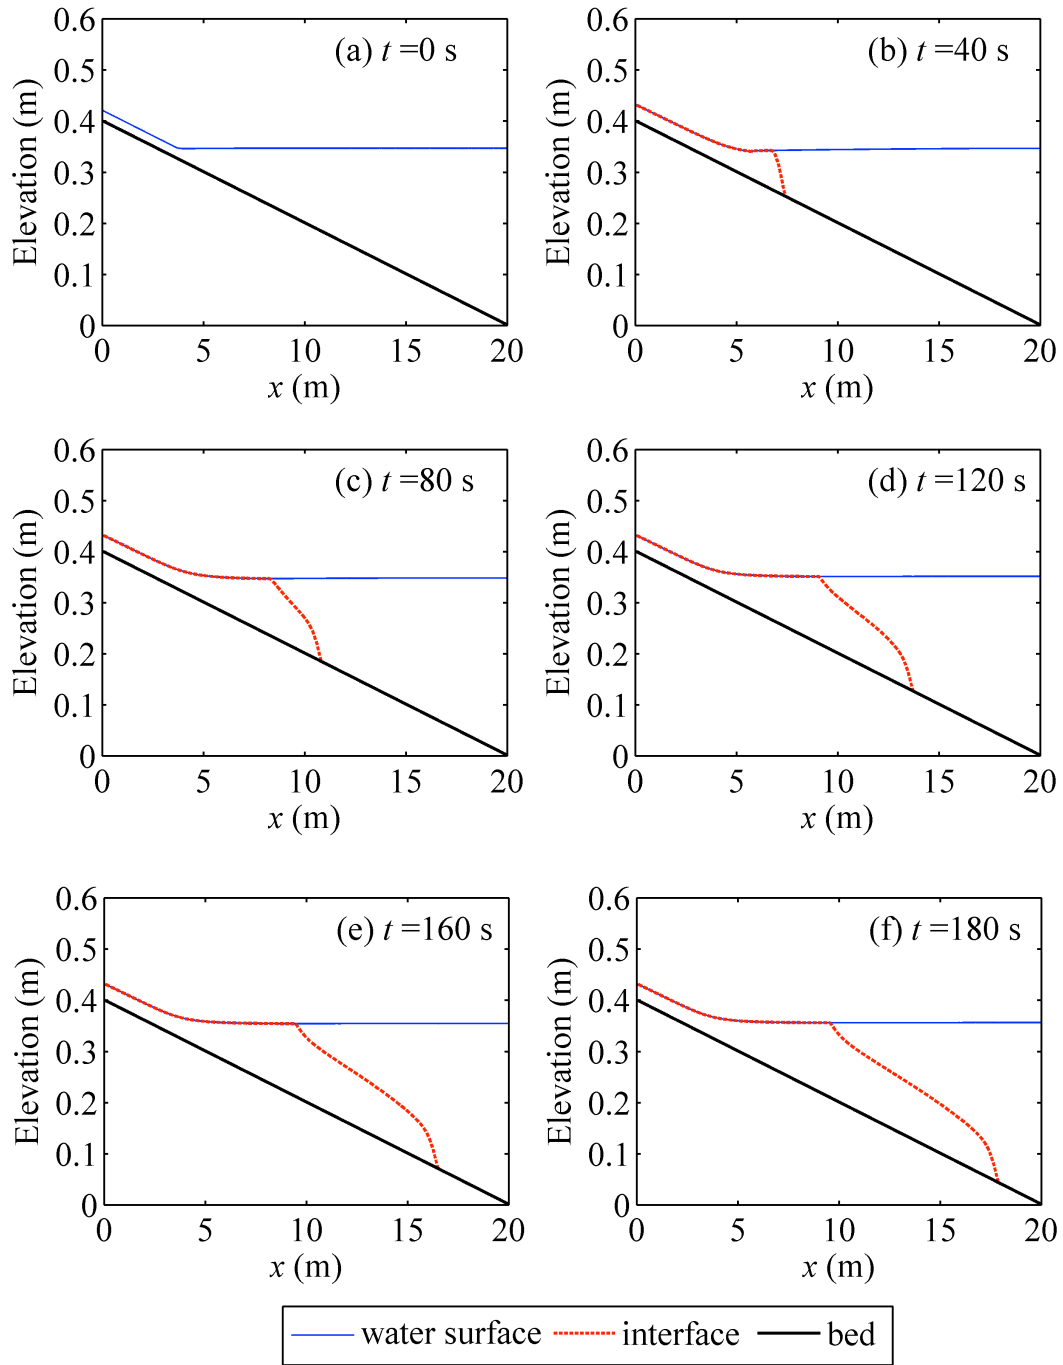 (a) t =0 s
Elevation (m)
0.6
0.5
0.4
0.3
0.2
0.1
0
0 5 10 15 20
x (m)
(b) t =40 s
Elevation (m)
0.6
0.5
0.4
0.3
0.2
0.1
0
0 5 10 15 20
x (m)
(c) t =80 s
Elevation (m)
0.6
0.5
0.4
0.3
0.2
0.1
0
0 5 10 15 20
x (m)
(d) t =120 s
Elevation (m)
0.6
0.5
0.4
0.3
0.2
0.1
0
0 5 10 15 20
x (m)
(e) t =160 s
Elevation (m)
0.6
0.5
0.4
0.3
0.2
0.1
0
0 5 10 15 20
x (m)
(f) t =180 s
Elevation (m)
0.6
0.5
0.4
0.3
0.2
0.1
0
0 5 10 15 20
x (m)
water surface interface bed